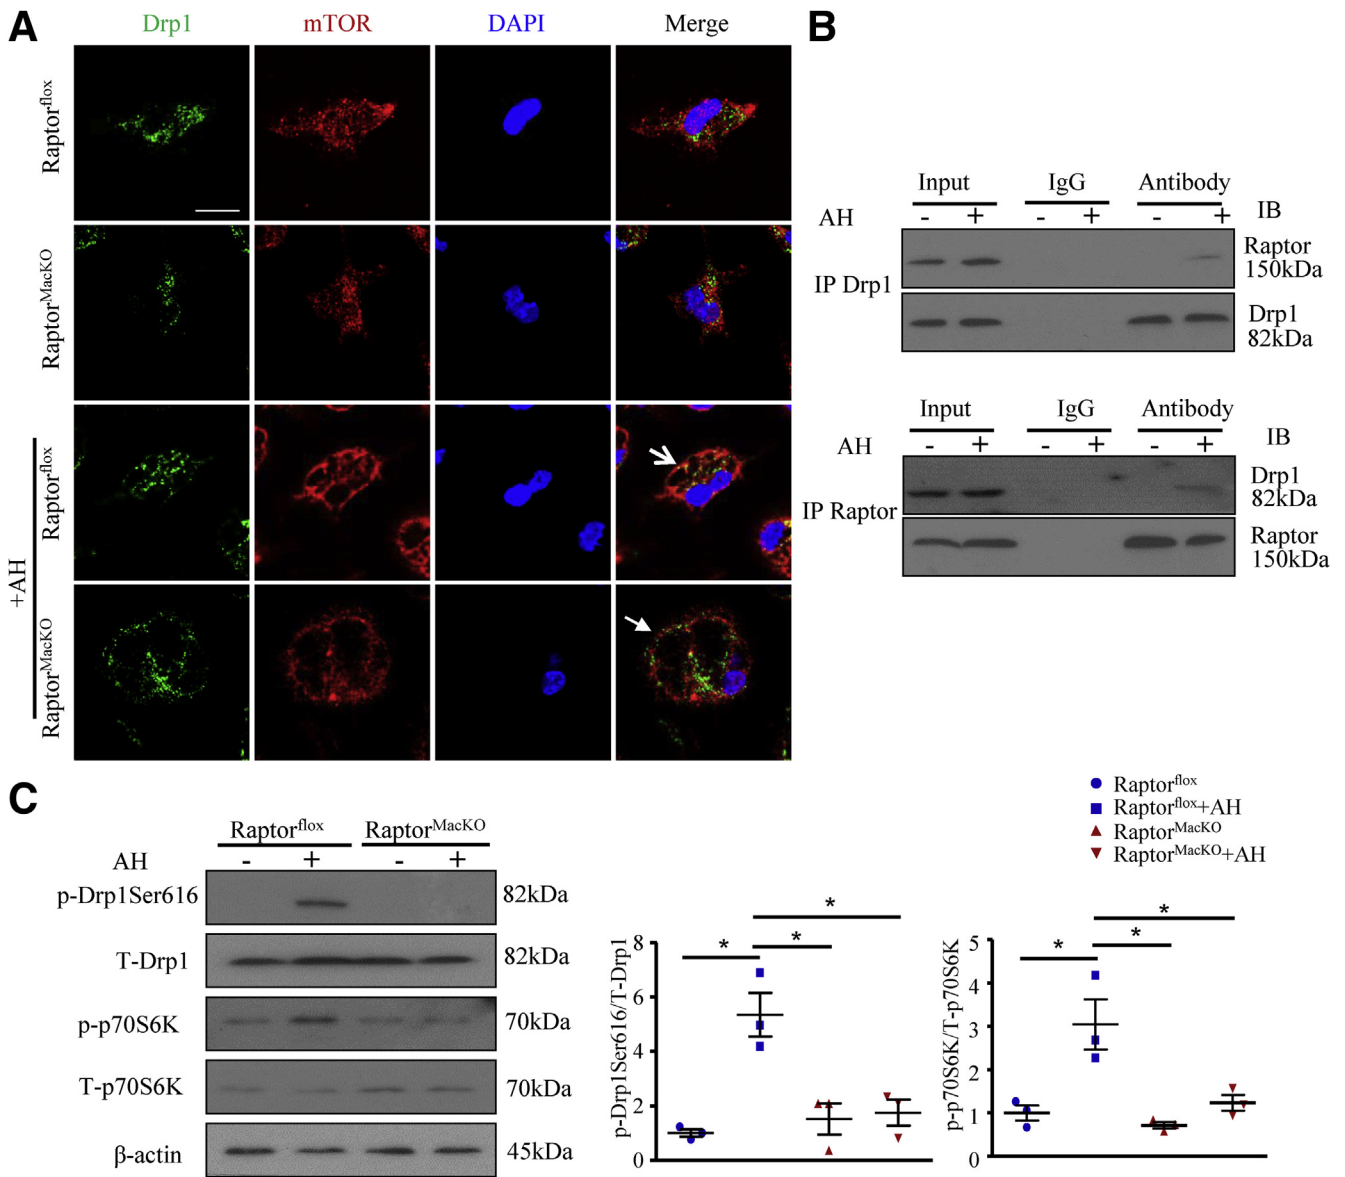 A
Drp1 mTOR DAPI Merge
Raptorflox
RaptorMacKO
+AH
Raptorflox
RaptorMacKO
B
Input IgG Antibody
AH - + - + - + IB
IP Drp1
Raptor
150kDa
Drp1
82kDa
Input IgG Antibody
AH - + - + - + IB
IP Raptor
Drp1
82kDa
Raptor
150kDa
C
Raptorflox RaptorMacKO
AH - + - +
p-Drp1Ser616 82kDa
T-Drp1 82kDa
p-p70S6K 70kDa
T-p70S6K 70kDa
β-actin 45kDa
Raptorflox
Raptorflox+AH
RaptorMacKO
RaptorMacKO+AH
p-Drp1Ser616/T-Drp1
8
6
4
2
0
* * *
p-p70S6K/T-p70S6K
5
4
3
2
1
0
* * *